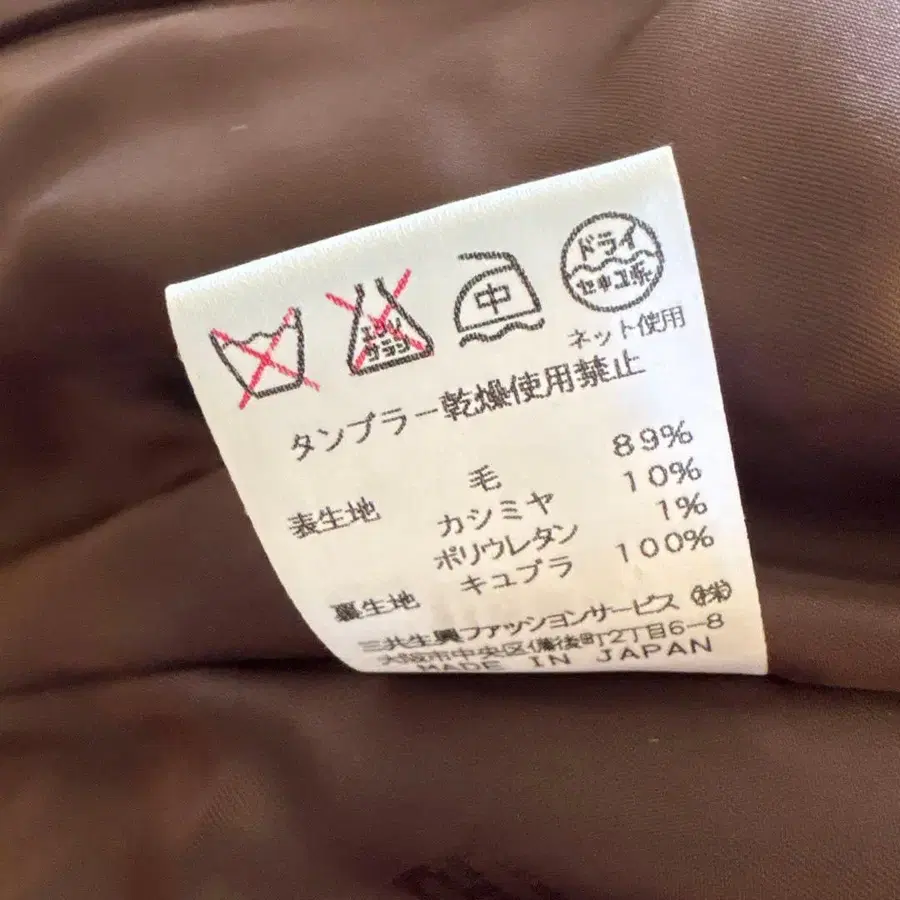 エンソ
サラシ
中
ドライ
セキユ系
ネット使用
タンブラー乾燥使用禁止
表生地 毛 89%
カシミヤ 10%
ポリウレタン 1%
裏生地 キュプラ 100%
三共生興ファッションサービス ㈱
大阪市中央区備後町2丁目6-8
MADE IN JAPAN